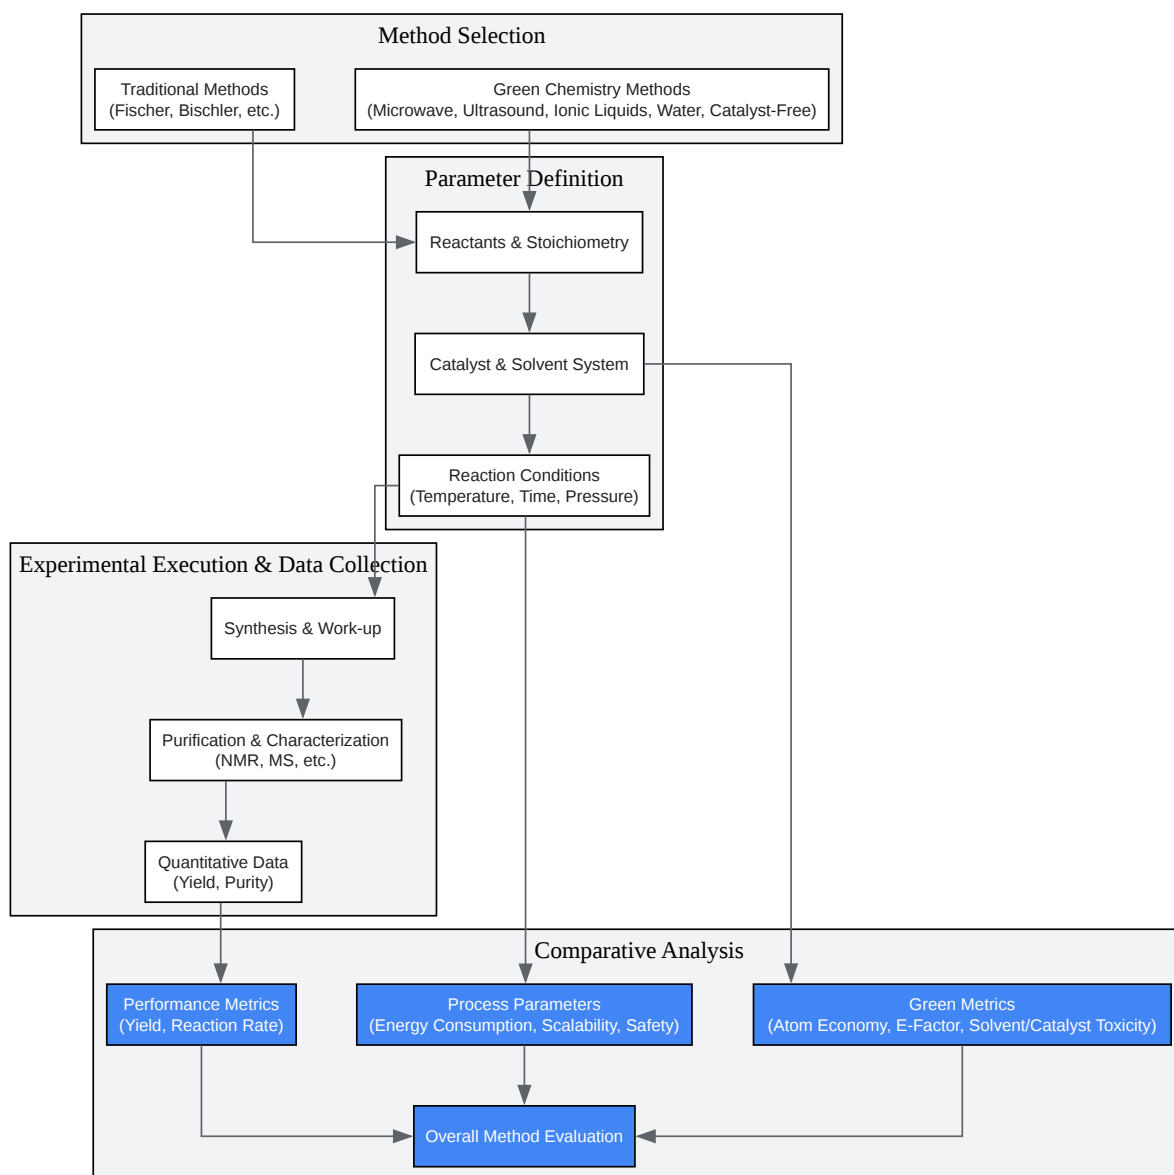 Method Selection
Traditional Methods
(Fischer, Bischler, etc.)
Green Chemistry Methods
(Microwave, Ultrasound, Ionic Liquids, Water, Catalyst-Free)
Parameter Definition
Reactants & Stoichiometry
Catalyst & Solvent System
Reaction Conditions
(Temperature, Time, Pressure)
Experimental Execution & Data Collection
Synthesis & Work-up
Purification & Characterization
(NMR, MS, etc.)
Quantitative Data
(Yield, Purity)
Comparative Analysis
Performance Metrics
(Yield, Reaction Rate)
Process Parameters
(Energy Consumption, Scalability, Safety)
Green Metrics
(Atom Economy, E-Factor, Solvent/Catalyst Toxicity)
Overall Method Evaluation